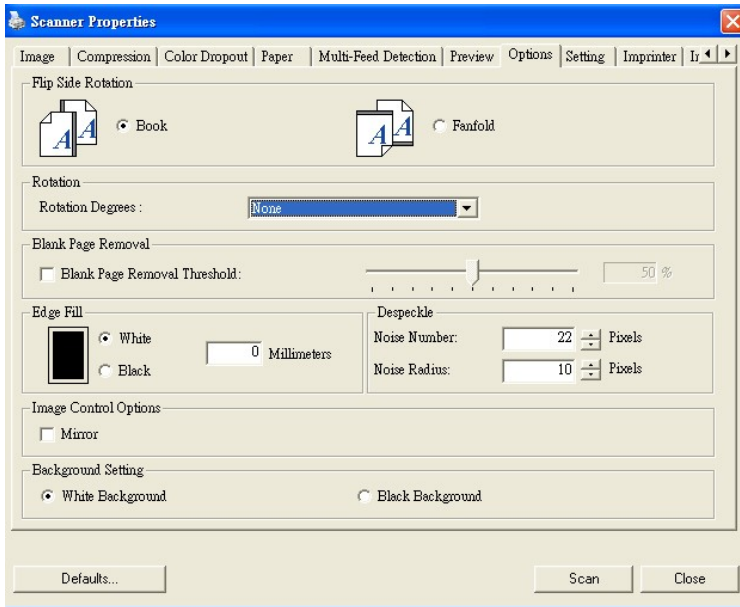 Scanner Properties
Image Compression Color Dropout Paper Multi-Feed Detection Preview Options Setting Imprinter
Flip Side Rotation
A A Book A A Fanfold
Rotation
Rotation Degrees : None
Blank Page Removal
Blank Page Removal Threshold: 50 %
Edge Fill Despeckle
White 0 Millimeters Noise Number: 22 Pixels
Black Noise Radius: 10 Pixels
Image Control Options
Mirror
Background Setting
White Background Black Background
Defaults... Scan Close